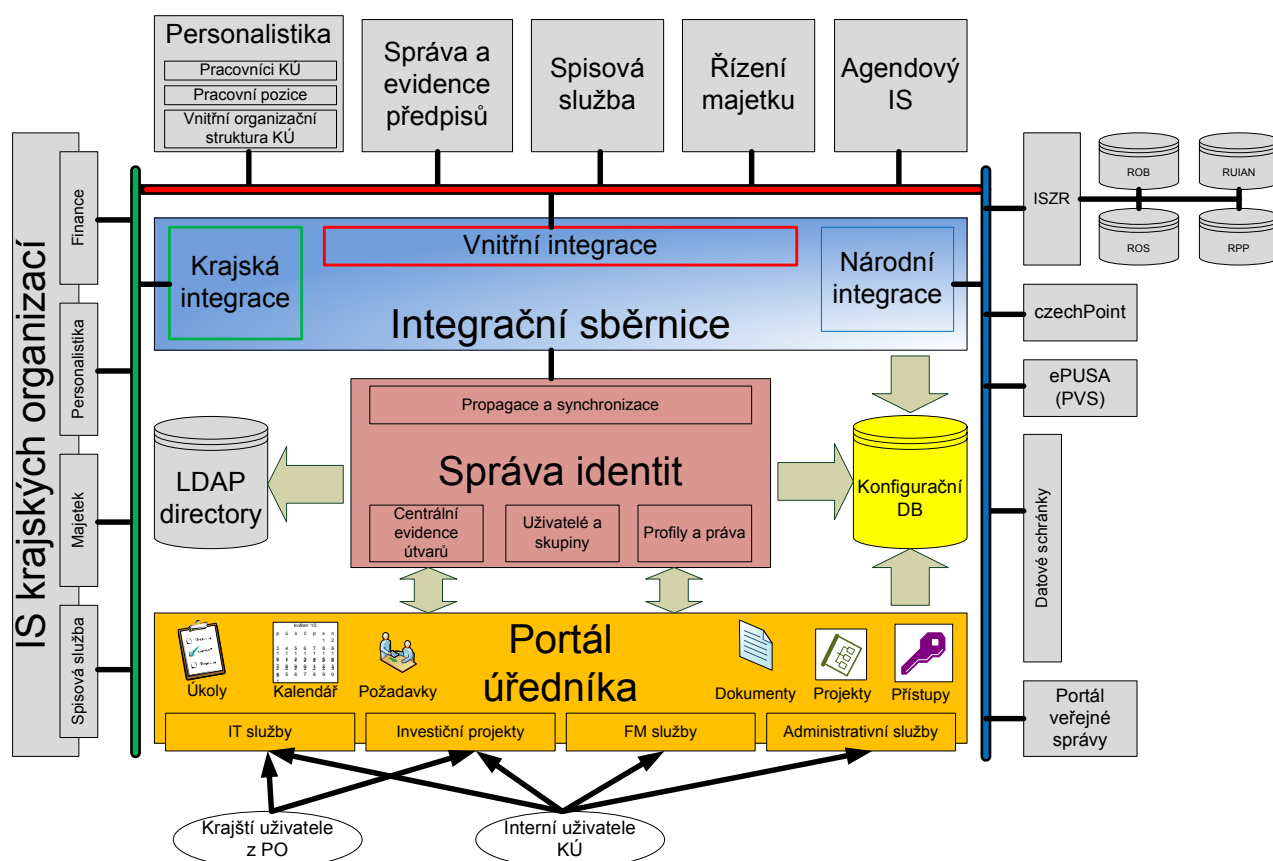 Personalistika
Pracovníci KÚ
Pracovní pozice
Vnitřní organizační
struktura KÚ
Správa a
evidence
předpisů
Spisová
služba
Řízení
majetku
Agendový
IS
IS krajských organizací
Finance
Personalistika
Majetek
Spisová služba
Krajská
integrace
Vnitřní integrace
Národní
integrace
Integrační sběrnice
ISZR
ROB
RUIAN
ROS
RPP
czechPoint
ePUSA
(PVS)
Datové schránky
Portál
veřejné
správy
Propagace a synchronizace
Správa identit
Centrální
evidence
útvarů
Uživatelé a
skupiny
Profily a práva
LDAP
directory
Konfigurační
DB
Portál
úředníka
Úkoly
květen '10
p ú s č p s n
Kalendář
Požadavky
Dokumenty
Projekty
Přístupy
IT služby
Investiční projekty
FM služby
Administrativní služby
Krajští uživatele
z PO
Interní uživatele
KÚ